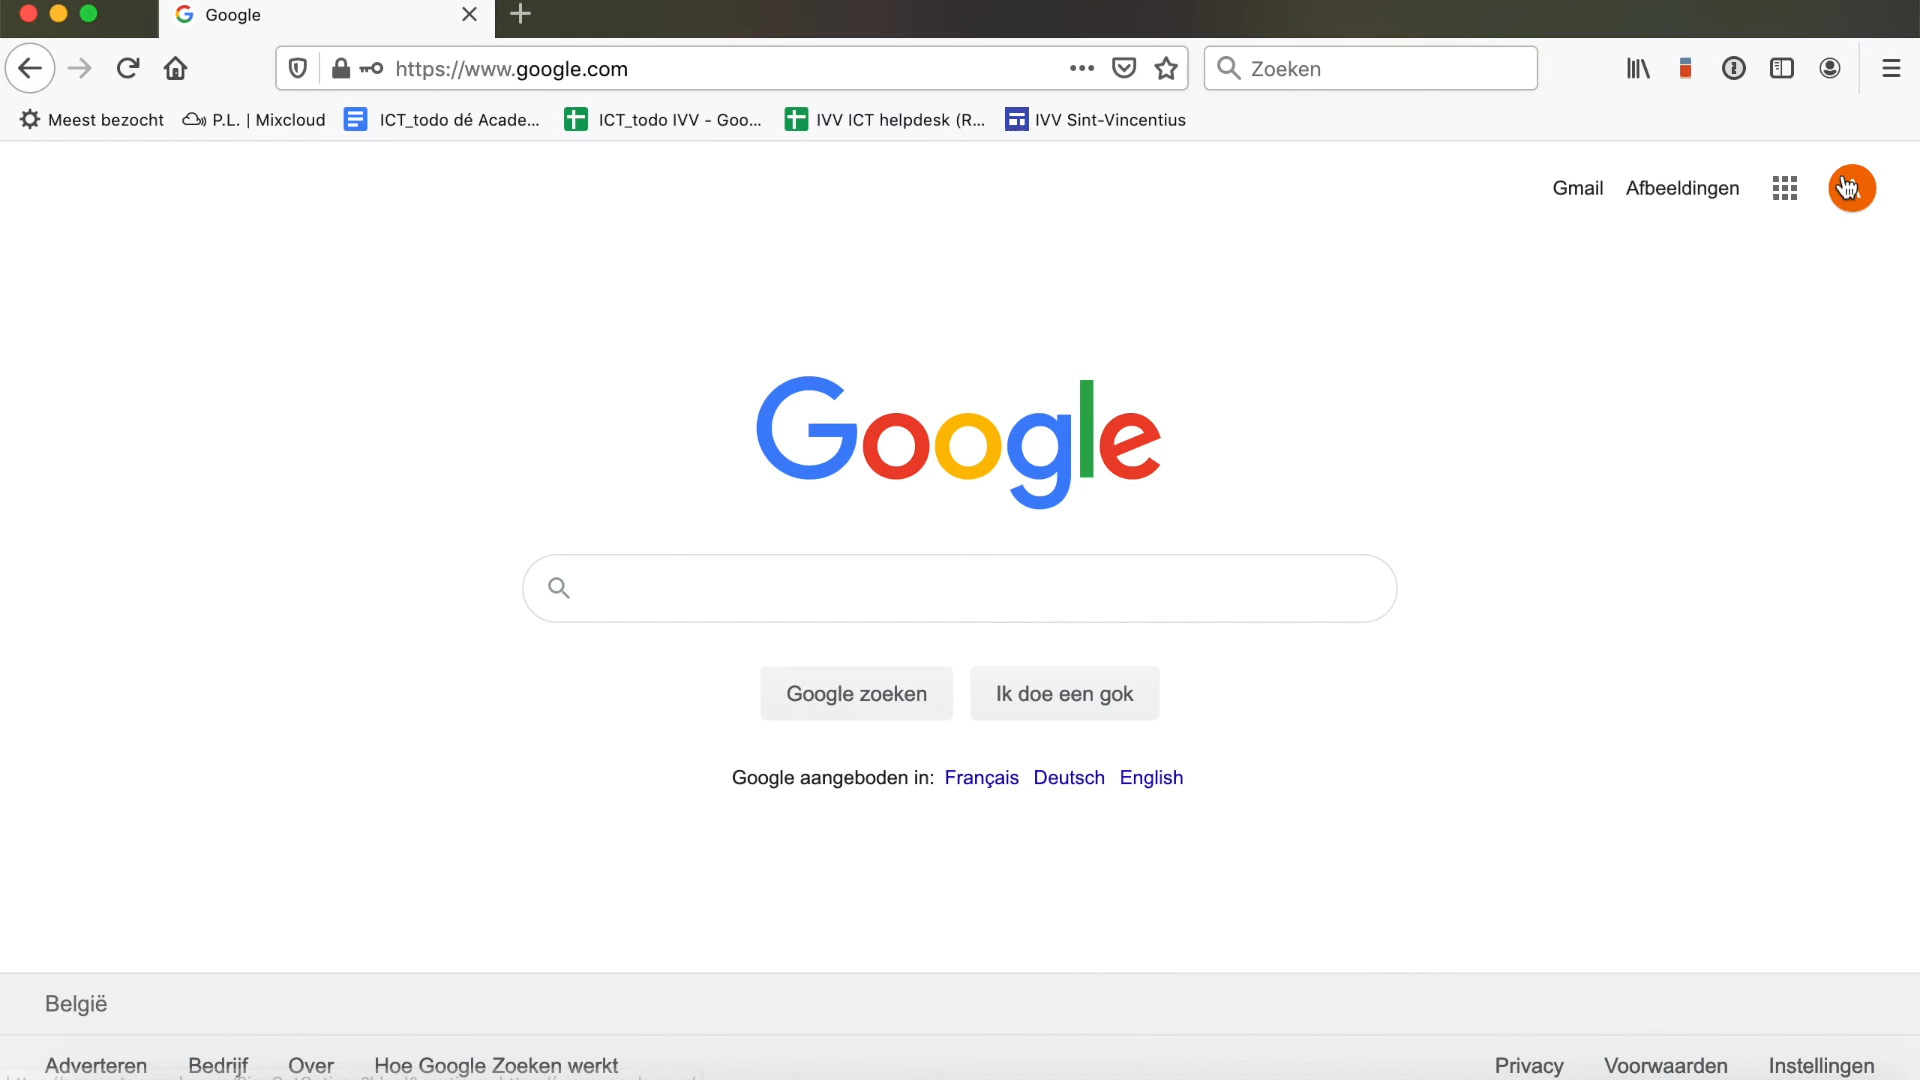 Google
https://www.google.com
Zoeken
Meest bezocht P.L. | Mixcloud ICT_todo dé Acade... ICT_todo IVV - Goo... IVV ICT helpdesk (R... IVV Sint-Vincentius
Gmail Afbeeldingen
Google
Google zoeken Ik doe een gok
Google aangeboden in: Français Deutsch English
België
Adverteren Bedrijf Over Hoe Google Zoeken werkt Privacy Voorwaarden Instellingen